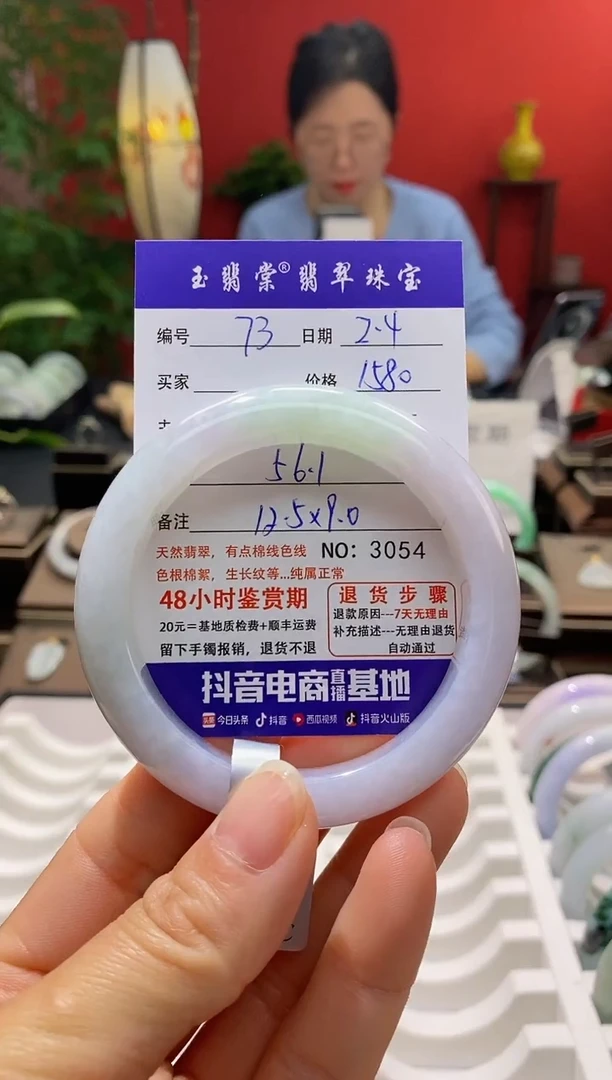 玉翡棠® 翡翠珠宝
编号 73 日期 2.4
买家 价格 1580
56.1
备注 12.5x9.0
天然翡翠，有点棉线色线 NO: 3054
色根棉絮，生长纹等...纯属正常
48小时鉴赏期
20元=基地质检费+顺丰运费
留下手镯报销，退货不退
退货步骤
退款原因---7天无理由
补充描述---无理由退货
自动通过
抖音电商直播基地
头条 今日头条 抖音 西瓜视频 抖音火山版